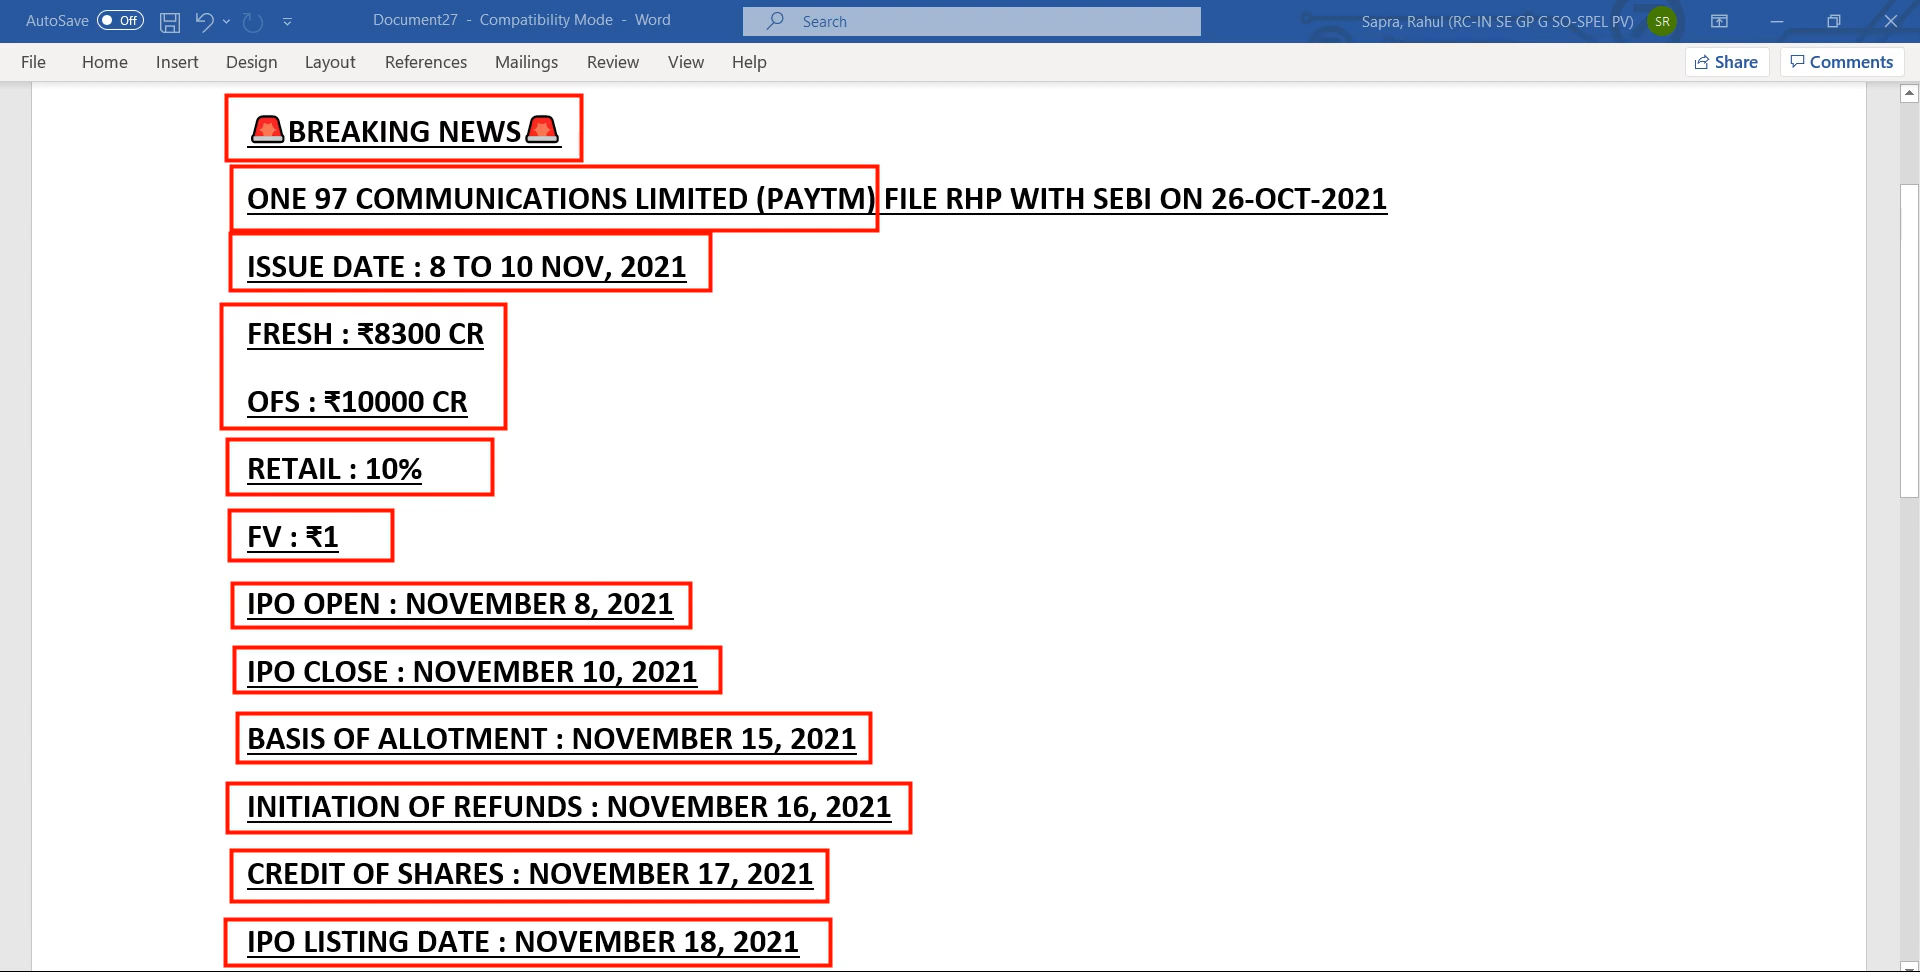 AutoSave Off Document27 - Compatibility Mode - Word Search Sapra, Rahul (RC-IN SE GP G SO-SPEL PV) SR
File Home Insert Design Layout References Mailings Review View Help Share Comments
🚨BREAKING NEWS🚨
ONE 97 COMMUNICATIONS LIMITED (PAYTM) FILE RHP WITH SEBI ON 26-OCT-2021
ISSUE DATE : 8 TO 10 NOV, 2021
FRESH : ₹8300 CR
OFS : ₹10000 CR
RETAIL : 10%
FV : ₹1
IPO OPEN : NOVEMBER 8, 2021
IPO CLOSE : NOVEMBER 10, 2021
BASIS OF ALLOTMENT : NOVEMBER 15, 2021
INITIATION OF REFUNDS : NOVEMBER 16, 2021
CREDIT OF SHARES : NOVEMBER 17, 2021
IPO LISTING DATE : NOVEMBER 18, 2021